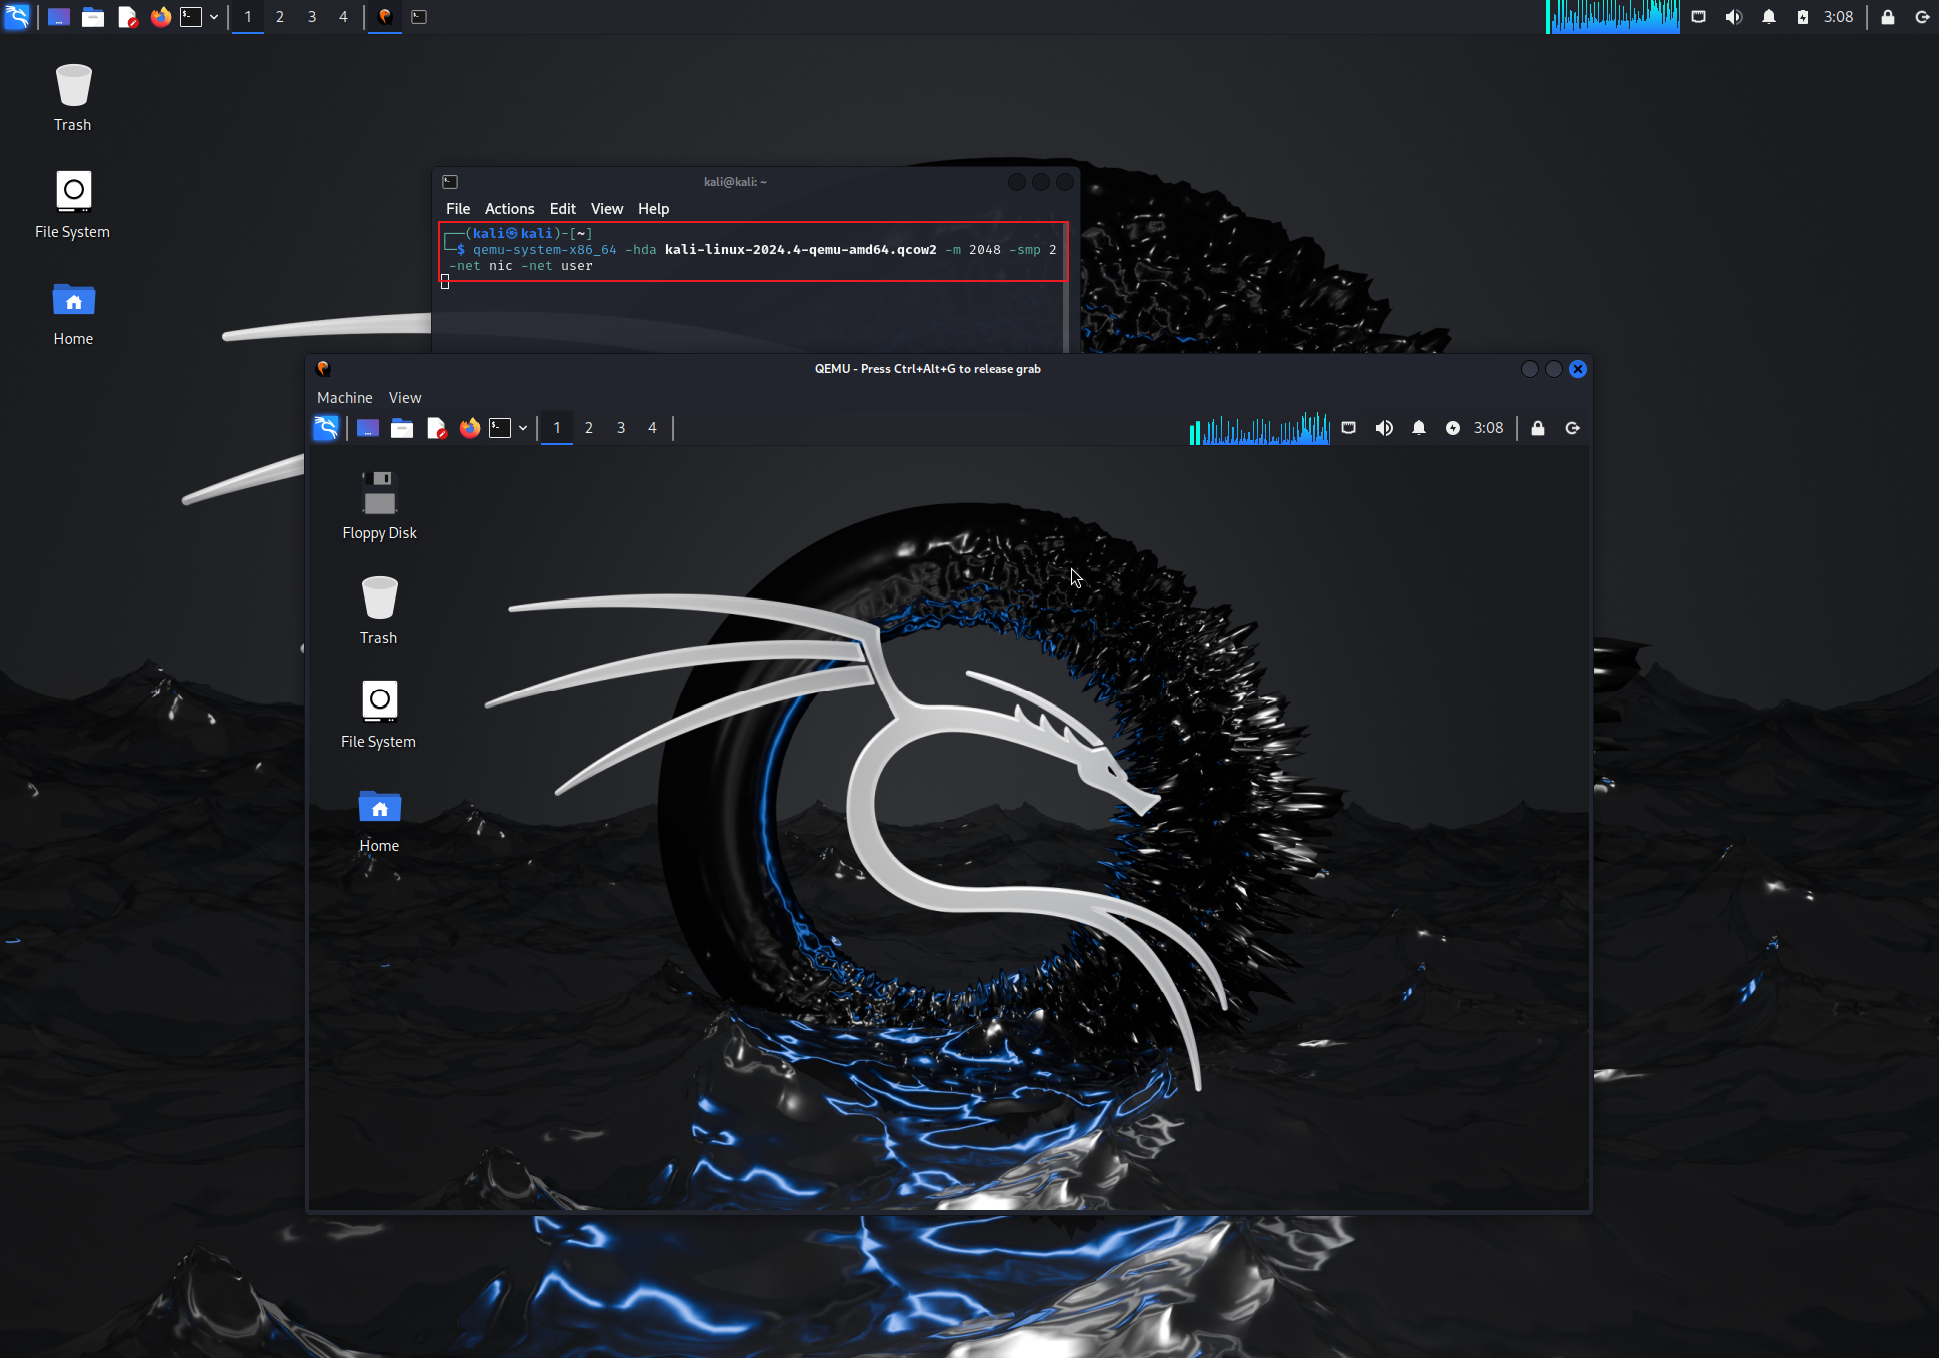 1 2 3 4
3:08
Trash
File System
Home
kali@kali: ~
File Actions Edit View Help
┌──(kali㉿kali)-[~]
└─$ qemu-system-x86_64 -hda kali-linux-2024.4-qemu-amd64.qcow2 -m 2048 -smp 2
-net nic -net user
QEMU - Press Ctrl+Alt+G to release grab
Machine View
1 2 3 4
3:08
Floppy Disk
Trash
File System
Home